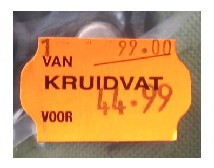 1 99.00
VAN
KRUIDVAT
VOOR 44.99